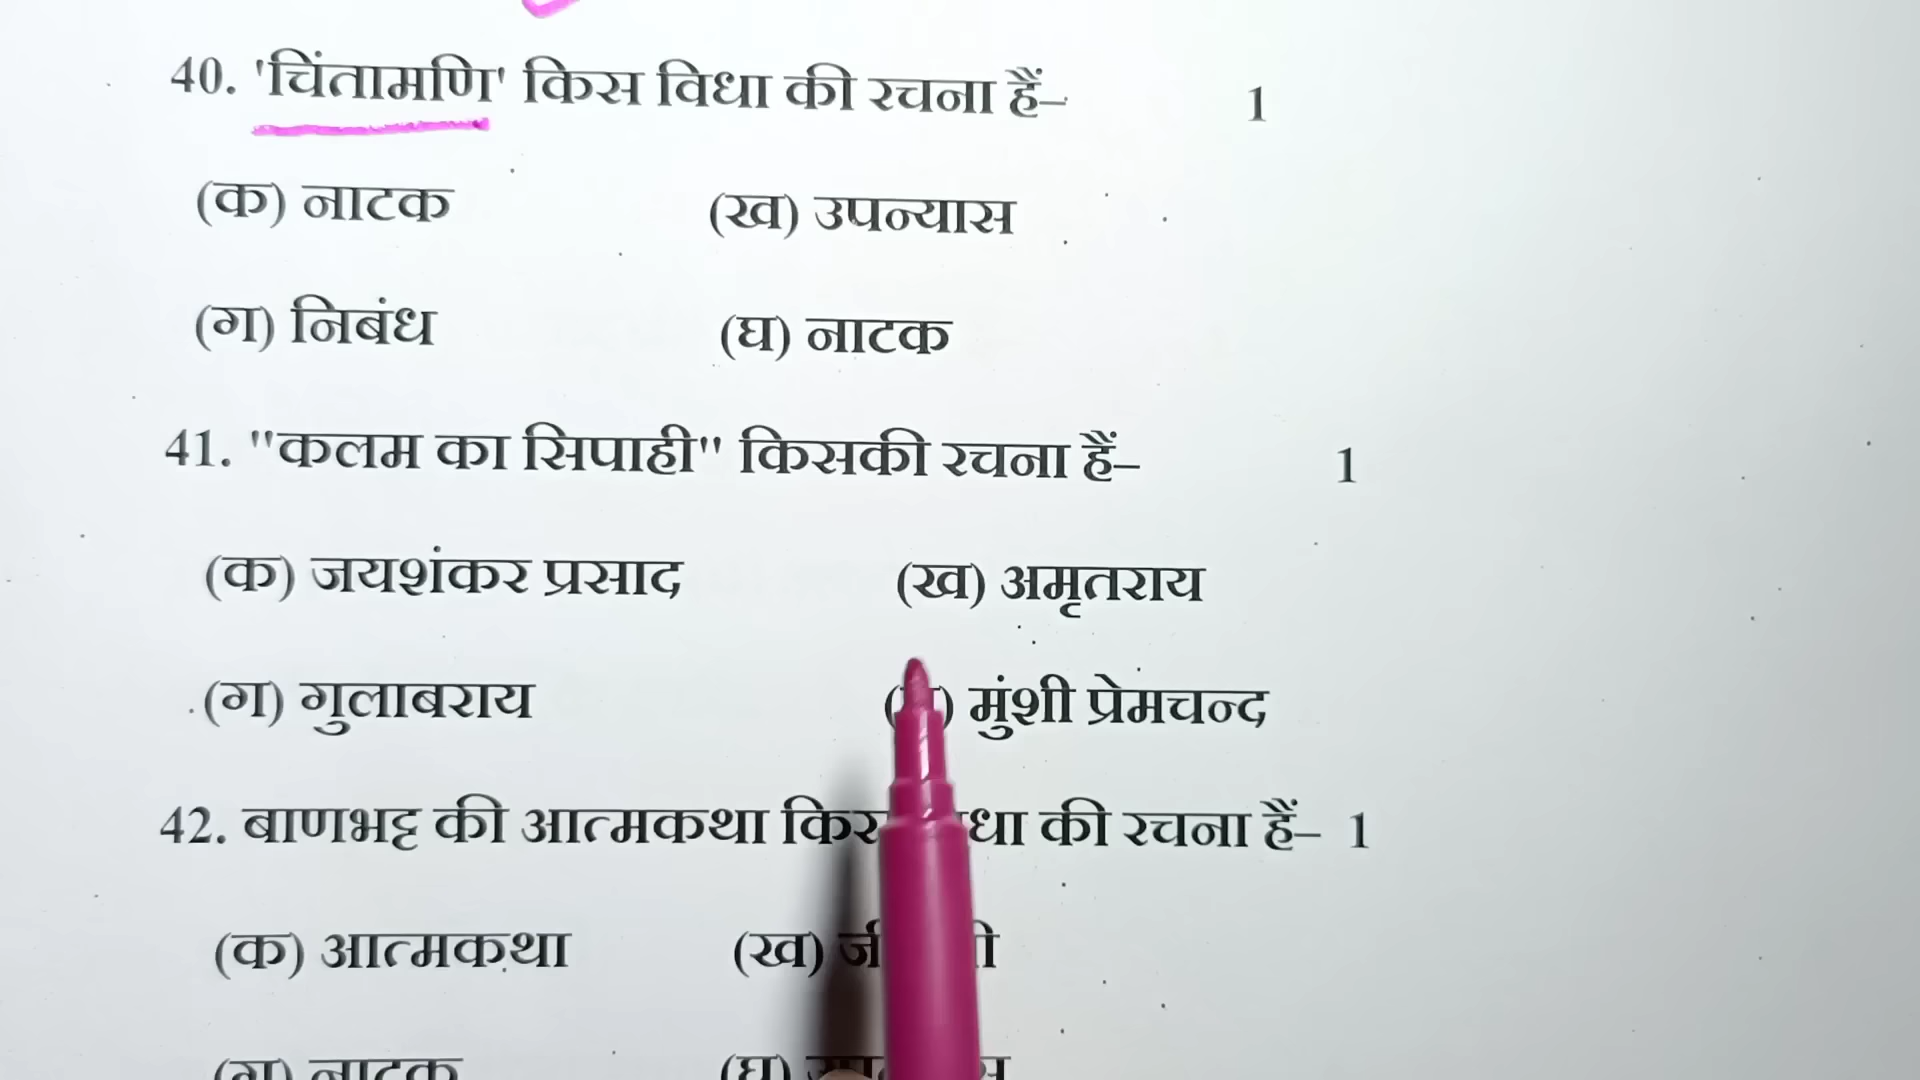 40. 'चिंतामणि' किस विधा की रचना हैं– 1
(क) नाटक (ख) उपन्यास
(ग) निबंध (घ) नाटक
41. "कलम का सिपाही" किसकी रचना हैं– 1
(क) जयशंकर प्रसाद (ख) अमृतराय
(ग) गुलाबराय मुंशी प्रेमचन्द
42. बाणभट्ट की आत्मकथा की रचना हैं– 1
(क) आत्मकथा (ख)
(ग) नाटक (घ)